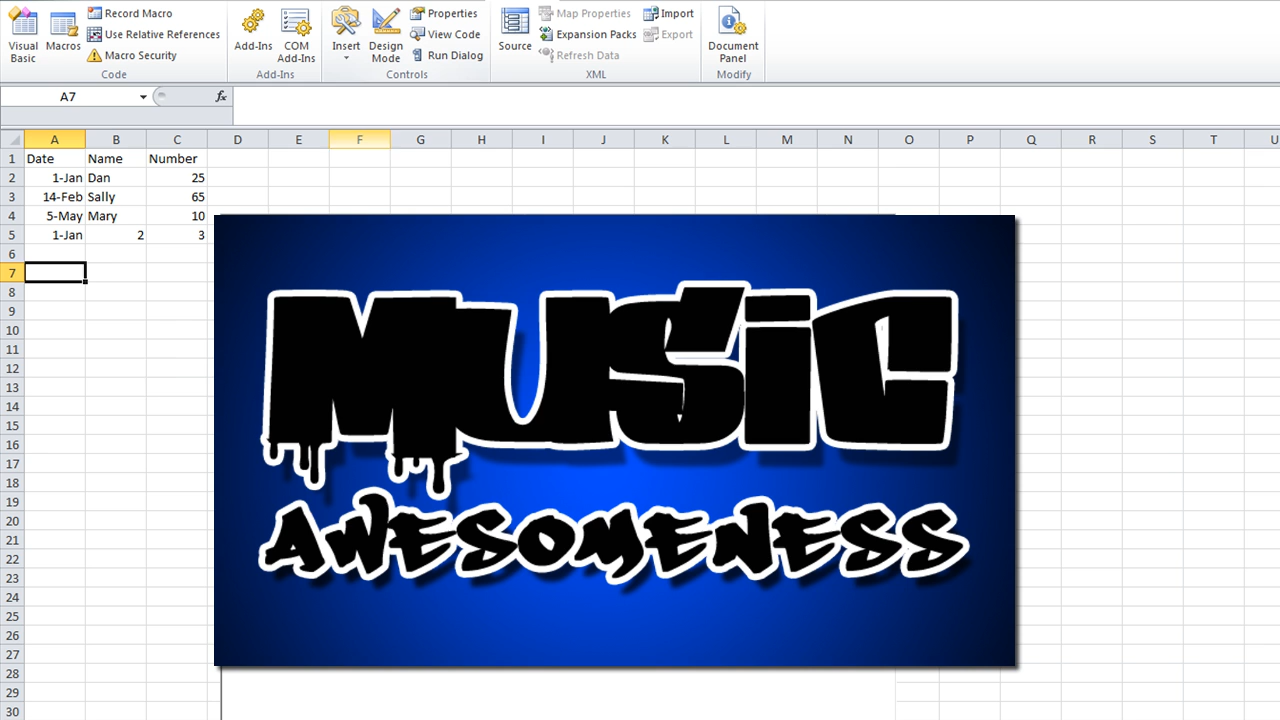 Visual Basic
Macros
Record Macro
Use Relative References
Macro Security
Code
Add-Ins
COM Add-Ins
Add-Ins
Insert
Design Mode
Properties
View Code
Run Dialog
Controls
Source
Map Properties
Expansion Packs
Refresh Data
Import
Export
XML
Document Panel
Modify
A7
fx
A B C D E F G H I J K L M N O P Q R S T U
1 Date Name Number
2 1-Jan Dan 25
3 14-Feb Sally 65
4 5-May Mary 10
5 1-Jan 2 3
6
7
8
9
10
11
12
13
14
15
16
17
18
19
20
21
22
23
24
25
26
27
28
29
30
MUSiC
AWESOMENESS